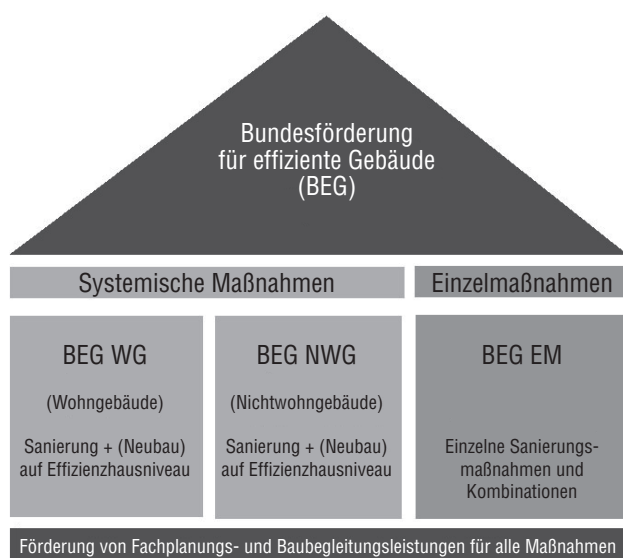 Bundesförderung
für effiziente Gebäude
(BEG)
Systemische Maßnahmen
Einzelmaßnahmen
BEG WG
(Wohngebäude)
Sanierung + (Neubau)
auf Effizienzhausniveau
BEG NWG
(Nichtwohngebäude)
Sanierung + (Neubau)
auf Effizienzhausniveau
BEG EM
Einzelne Sanierungs-
maßnahmen und
Kombinationen
Förderung von Fachplanungs- und Baubegleitungsleistungen für alle Maßnahmen